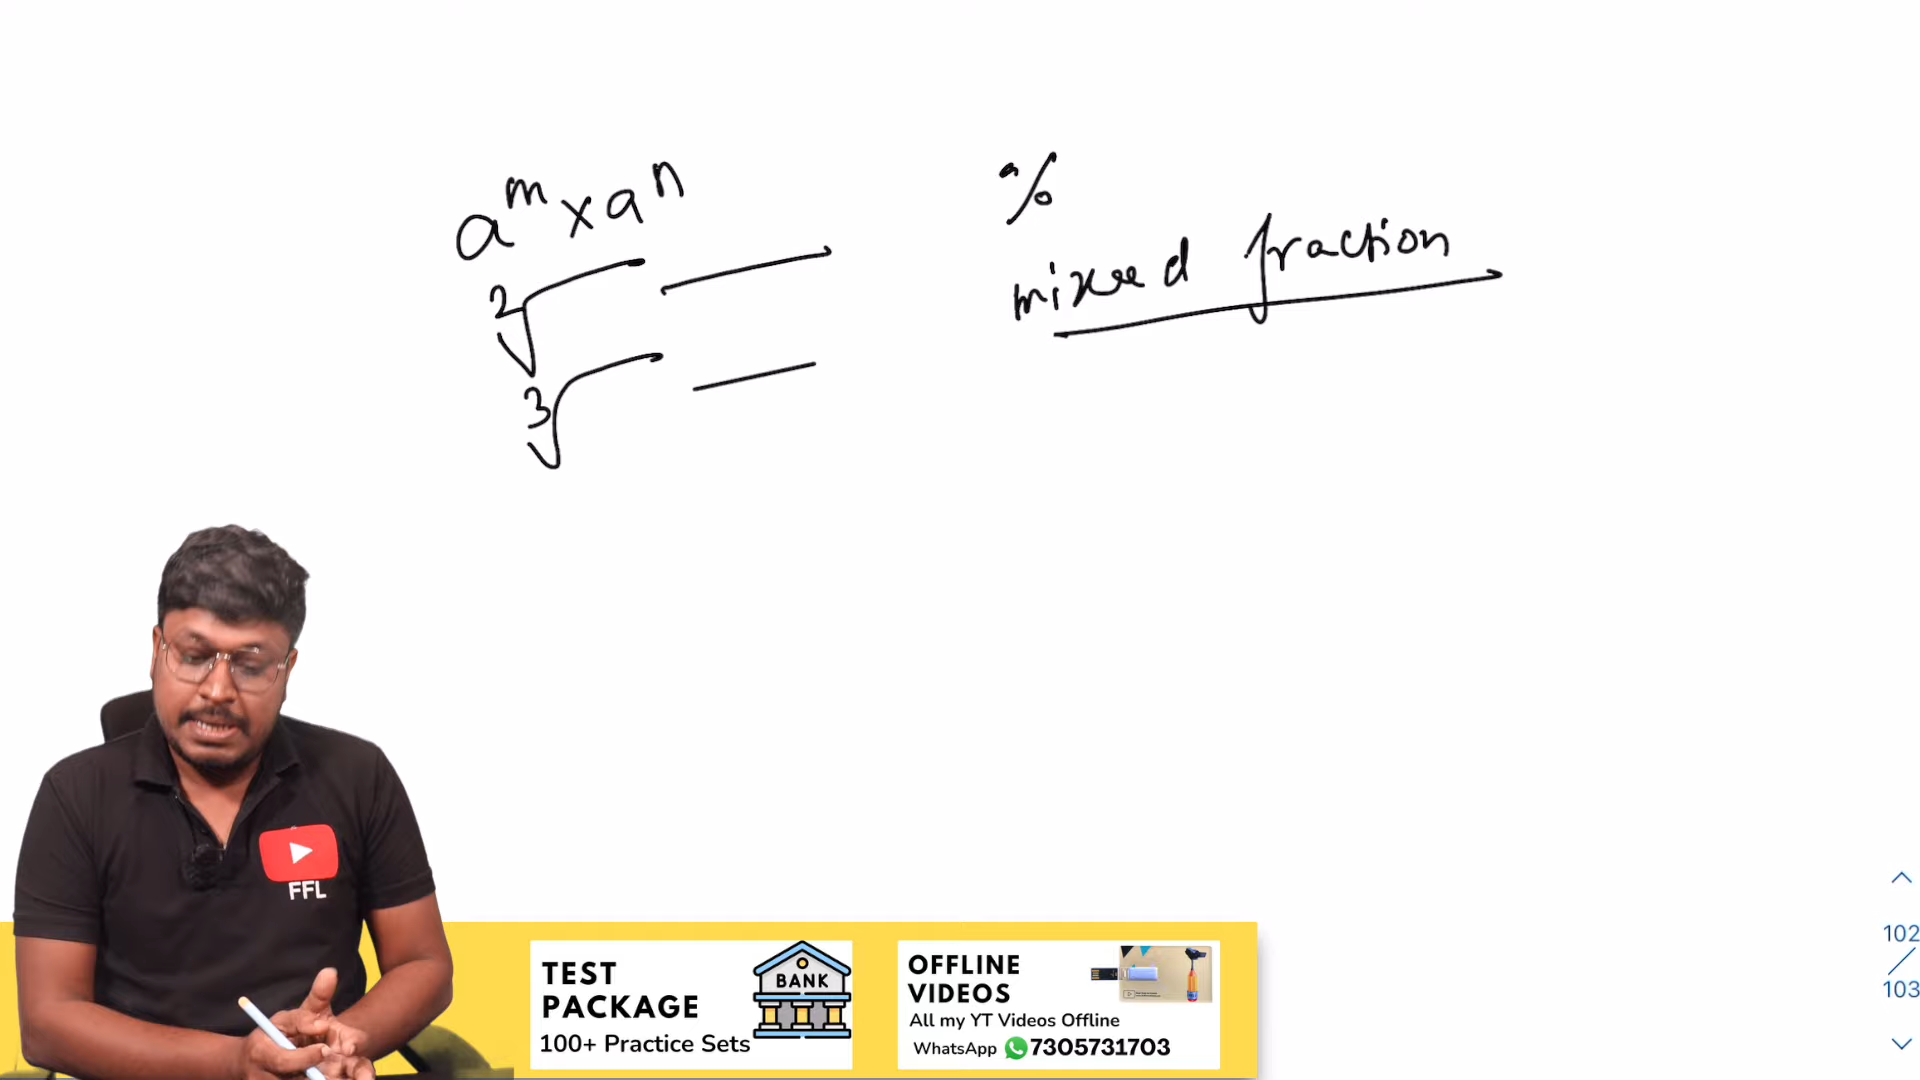 a^m × a^n
2√
3√
%
mixed fraction
FFL
TEST
PACKAGE
100+ Practice Sets
BANK
OFFLINE
VIDEOS
All my YT Videos Offline
WhatsApp 7305731703
102
/
103